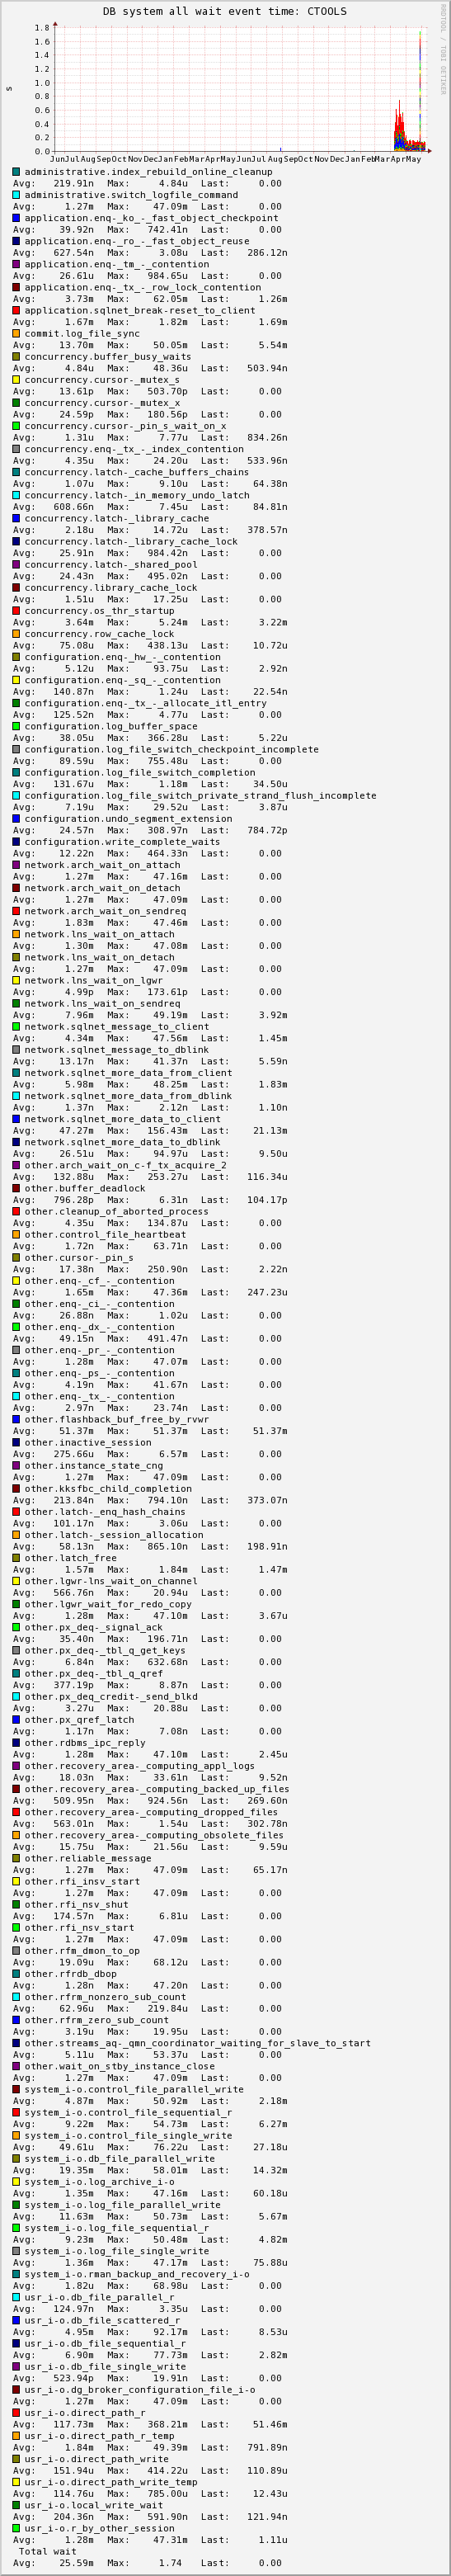 DB system all wait event time: CTOOLS
RRDTOOL / TOBI OETIKER
s
1.8
1.6
1.4
1.2
1.0
0.8
0.6
0.4
0.2
0.0
Jun Jul Aug Sep Oct Nov Dec Jan Feb Mar Apr May Jun Jul Aug Sep Oct Nov Dec Jan Feb Mar Apr May
administrative.index_rebuild_online_cleanup
Avg: 219.91n Max: 4.84u Last: 0.00
administrative.switch_logfile_command
Avg: 1.27m Max: 47.09m Last: 0.00
application.enq-_ko_-_fast_object_checkpoint
Avg: 39.92n Max: 742.41n Last: 0.00
application.enq-_ro_-_fast_object_reuse
Avg: 627.54n Max: 3.08u Last: 286.12n
application.enq-_tm_-_contention
Avg: 26.61u Max: 984.65u Last: 0.00
application.enq-_tx_-_row_lock_contention
Avg: 3.73m Max: 62.05m Last: 1.26m
application.sqlnet_break-reset_to_client
Avg: 1.67m Max: 1.82m Last: 1.69m
commit.log_file_sync
Avg: 13.70m Max: 50.05m Last: 5.54m
concurrency.buffer_busy_waits
Avg: 4.84u Max: 48.36u Last: 503.94n
concurrency.cursor-_mutex_s
Avg: 13.61p Max: 503.70p Last: 0.00
concurrency.cursor-_mutex_x
Avg: 24.59p Max: 180.56p Last: 0.00
concurrency.cursor-_pin_s_wait_on_x
Avg: 1.31u Max: 7.77u Last: 834.26n
concurrency.enq-_tx_-_index_contention
Avg: 4.35u Max: 24.20u Last: 533.96n
concurrency.latch-_cache_buffers_chains
Avg: 1.07u Max: 9.10u Last: 64.38n
concurrency.latch-_in_memory_undo_latch
Avg: 608.66n Max: 7.45u Last: 84.81n
concurrency.latch-_library_cache
Avg: 2.18u Max: 14.72u Last: 378.57n
concurrency.latch-_library_cache_lock
Avg: 25.91n Max: 984.42n Last: 0.00
concurrency.latch-_shared_pool
Avg: 24.43n Max: 495.02n Last: 0.00
concurrency.library_cache_lock
Avg: 1.51u Max: 17.25u Last: 0.00
concurrency.os_thr_startup
Avg: 3.64m Max: 5.24m Last: 3.22m
concurrency.row_cache_lock
Avg: 75.08u Max: 438.13u Last: 10.72u
configuration.enq-_hw_-_contention
Avg: 5.12u Max: 93.75u Last: 2.92n
configuration.enq-_sq_-_contention
Avg: 140.87n Max: 1.24u Last: 22.54n
configuration.enq-_tx_-_allocate_itl_entry
Avg: 125.52n Max: 4.77u Last: 0.00
configuration.log_buffer_space
Avg: 38.05u Max: 366.28u Last: 5.22u
configuration.log_file_switch_checkpoint_incomplete
Avg: 89.59u Max: 755.48u Last: 0.00
configuration.log_file_switch_completion
Avg: 131.67u Max: 1.18m Last: 34.50u
configuration.log_file_switch_private_strand_flush_incomplete
Avg: 7.19u Max: 29.52u Last: 3.87u
configuration.undo_segment_extension
Avg: 24.57n Max: 308.97n Last: 784.72p
configuration.write_complete_waits
Avg: 12.22n Max: 464.33n Last: 0.00
network.arch_wait_on_attach
Avg: 1.27m Max: 47.16m Last: 0.00
network.arch_wait_on_detach
Avg: 1.27m Max: 47.09m Last: 0.00
network.arch_wait_on_sendreq
Avg: 1.83m Max: 47.46m Last: 0.00
network.lns_wait_on_attach
Avg: 1.30m Max: 47.08m Last: 0.00
network.lns_wait_on_detach
Avg: 1.27m Max: 47.09m Last: 0.00
network.lns_wait_on_lgwr
Avg: 4.99p Max: 173.61p Last: 0.00
network.lns_wait_on_sendreq
Avg: 7.96m Max: 49.19m Last: 3.92m
network.sqlnet_message_to_client
Avg: 4.34m Max: 47.56m Last: 1.45m
network.sqlnet_message_to_dblink
Avg: 13.17n Max: 41.37n Last: 5.59n
network.sqlnet_more_data_from_client
Avg: 5.98m Max: 48.25m Last: 1.83m
network.sqlnet_more_data_from_dblink
Avg: 1.37n Max: 2.12n Last: 1.10n
network.sqlnet_more_data_to_client
Avg: 47.27m Max: 156.43m Last: 21.13m
network.sqlnet_more_data_to_dblink
Avg: 26.51u Max: 94.97u Last: 9.50u
other.arch_wait_on_c-f_tx_acquire_2
Avg: 132.88u Max: 253.27u Last: 116.34u
other.buffer_deadlock
Avg: 796.28p Max: 6.31n Last: 104.17p
other.cleanup_of_aborted_process
Avg: 4.35u Max: 134.87u Last: 0.00
other.control_file_heartbeat
Avg: 1.72n Max: 63.71n Last: 0.00
other.cursor-_pin_s
Avg: 17.38n Max: 250.90n Last: 2.22n
other.enq-_cf_-_contention
Avg: 1.65m Max: 47.36m Last: 247.23u
other.enq-_ci_-_contention
Avg: 26.88n Max: 1.02u Last: 0.00
other.enq-_dx_-_contention
Avg: 49.15n Max: 491.47n Last: 0.00
other.enq-_pr_-_contention
Avg: 1.28m Max: 47.07m Last: 0.00
other.enq-_ps_-_contention
Avg: 4.19n Max: 41.67n Last: 0.00
other.enq-_tx_-_contention
Avg: 2.97n Max: 23.74n Last: 0.00
other.flashback_buf_free_by_rvwr
Avg: 51.37m Max: 51.37m Last: 51.37m
other.inactive_session
Avg: 275.66u Max: 6.57m Last: 0.00
other.instance_state_cng
Avg: 1.27m Max: 47.09m Last: 0.00
other.kksfbc_child_completion
Avg: 213.84n Max: 794.10n Last: 373.07n
other.latch-_enq_hash_chains
Avg: 101.17n Max: 3.06u Last: 0.00
other.latch-_session_allocation
Avg: 58.13n Max: 865.10n Last: 198.91n
other.latch_free
Avg: 1.57m Max: 1.84m Last: 1.47m
other.lgwr-lns_wait_on_channel
Avg: 566.76n Max: 20.94u Last: 0.00
other.lgwr_wait_for_redo_copy
Avg: 1.28m Max: 47.10m Last: 3.67u
other.px_deq-_signal_ack
Avg: 35.40n Max: 196.71n Last: 0.00
other.px_deq-_tbl_q_get_keys
Avg: 6.84n Max: 632.68n Last: 0.00
other.px_deq-_tbl_q_qref
Avg: 377.19p Max: 8.87n Last: 0.00
other.px_deq_credit-_send_blkd
Avg: 3.27u Max: 20.88u Last: 0.00
other.px_qref_latch
Avg: 1.17n Max: 7.08n Last: 0.00
other.rdbms_ipc_reply
Avg: 1.28m Max: 47.10m Last: 2.45u
other.recovery_area-_computing_appl_logs
Avg: 18.03n Max: 33.61n Last: 9.52n
other.recovery_area-_computing_backed_up_files
Avg: 509.95n Max: 924.56n Last: 269.60n
other.recovery_area-_computing_dropped_files
Avg: 563.01n Max: 1.54u Last: 302.78n
other.recovery_area-_computing_obsolete_files
Avg: 15.75u Max: 21.56u Last: 9.59u
other.reliable_message
Avg: 1.27m Max: 47.09m Last: 65.17n
other.rfi_insv_start
Avg: 1.27m Max: 47.09m Last: 0.00
other.rfi_nsv_shut
Avg: 174.57n Max: 6.81u Last: 0.00
other.rfi_nsv_start
Avg: 1.27m Max: 47.09m Last: 0.00
other.rfm_dmon_to_op
Avg: 19.09u Max: 68.12u Last: 0.00
other.rfrdb_dbop
Avg: 1.28n Max: 47.20n Last: 0.00
other.rfrm_nonzero_sub_count
Avg: 62.96u Max: 219.84u Last: 0.00
other.rfrm_zero_sub_count
Avg: 3.19u Max: 19.95u Last: 0.00
other.streams_aq-_qmn_coordinator_waiting_for_slave_to_start
Avg: 5.11u Max: 53.37u Last: 0.00
other.wait_on_stby_instance_close
Avg: 1.27m Max: 47.09m Last: 0.00
system_i-o.control_file_parallel_write
Avg: 4.87m Max: 50.92m Last: 2.18m
system_i-o.control_file_sequential_r
Avg: 9.22m Max: 54.73m Last: 6.27m
system_i-o.control_file_single_write
Avg: 49.61u Max: 76.22u Last: 27.18u
system_i-o.db_file_parallel_write
Avg: 19.35m Max: 58.01m Last: 14.32m
system_i-o.log_archive_i-o
Avg: 1.35m Max: 47.16m Last: 60.18u
system_i-o.log_file_parallel_write
Avg: 11.63m Max: 50.73m Last: 5.67m
system_i-o.log_file_sequential_r
Avg: 9.23m Max: 50.48m Last: 4.82m
system_i-o.log_file_single_write
Avg: 1.36m Max: 47.17m Last: 75.88u
system_i-o.rman_backup_and_recovery_i-o
Avg: 1.82u Max: 68.98u Last: 0.00
usr_i-o.db_file_parallel_r
Avg: 124.97n Max: 3.35u Last: 0.00
usr_i-o.db_file_scattered_r
Avg: 4.95m Max: 92.17m Last: 8.53u
usr_i-o.db_file_sequential_r
Avg: 6.90m Max: 77.73m Last: 2.82m
usr_i-o.db_file_single_write
Avg: 523.94p Max: 19.91n Last: 0.00
usr_i-o.dg_broker_configuration_file_i-o
Avg: 1.27m Max: 47.09m Last: 0.00
usr_i-o.direct_path_r
Avg: 117.73m Max: 368.21m Last: 51.46m
usr_i-o.direct_path_r_temp
Avg: 1.84m Max: 49.39m Last: 791.89n
usr_i-o.direct_path_write
Avg: 151.94u Max: 414.22u Last: 110.89u
usr_i-o.direct_path_write_temp
Avg: 114.76u Max: 785.00u Last: 12.43u
usr_i-o.local_write_wait
Avg: 204.36n Max: 591.90n Last: 121.94n
usr_i-o.r_by_other_session
Avg: 1.28m Max: 47.31m Last: 1.11u
Total wait
Avg: 25.59m Max: 1.74 Last: 0.00